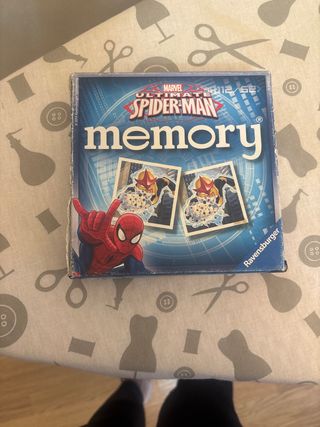 MARVEL
ULTIMATE
SPIDER-MAN
memory®
Ravensburger